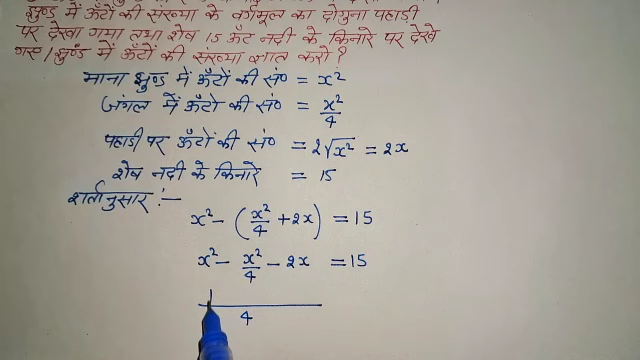 झुण्ड में ऊँटों की संख्या के वर्गमूल का दोगुना पहाड़ी
पर देखा गया तथा शेष 15 ऊँट नदी के किनारे पर देखे
गए / झुण्ड में ऊँटों की संख्या ज्ञात करो ?
माना झुण्ड में ऊँटों की सं० = x²
जंगल में ऊँटों की सं० = x²/4
पहाडी पर ऊँटों की सं० = 2√x² = 2x
शेष नदी के किनारे = 15
शर्तानुसार :-
x² - (x²/4 + 2x) = 15
x² - x²/4 - 2x = 15
4